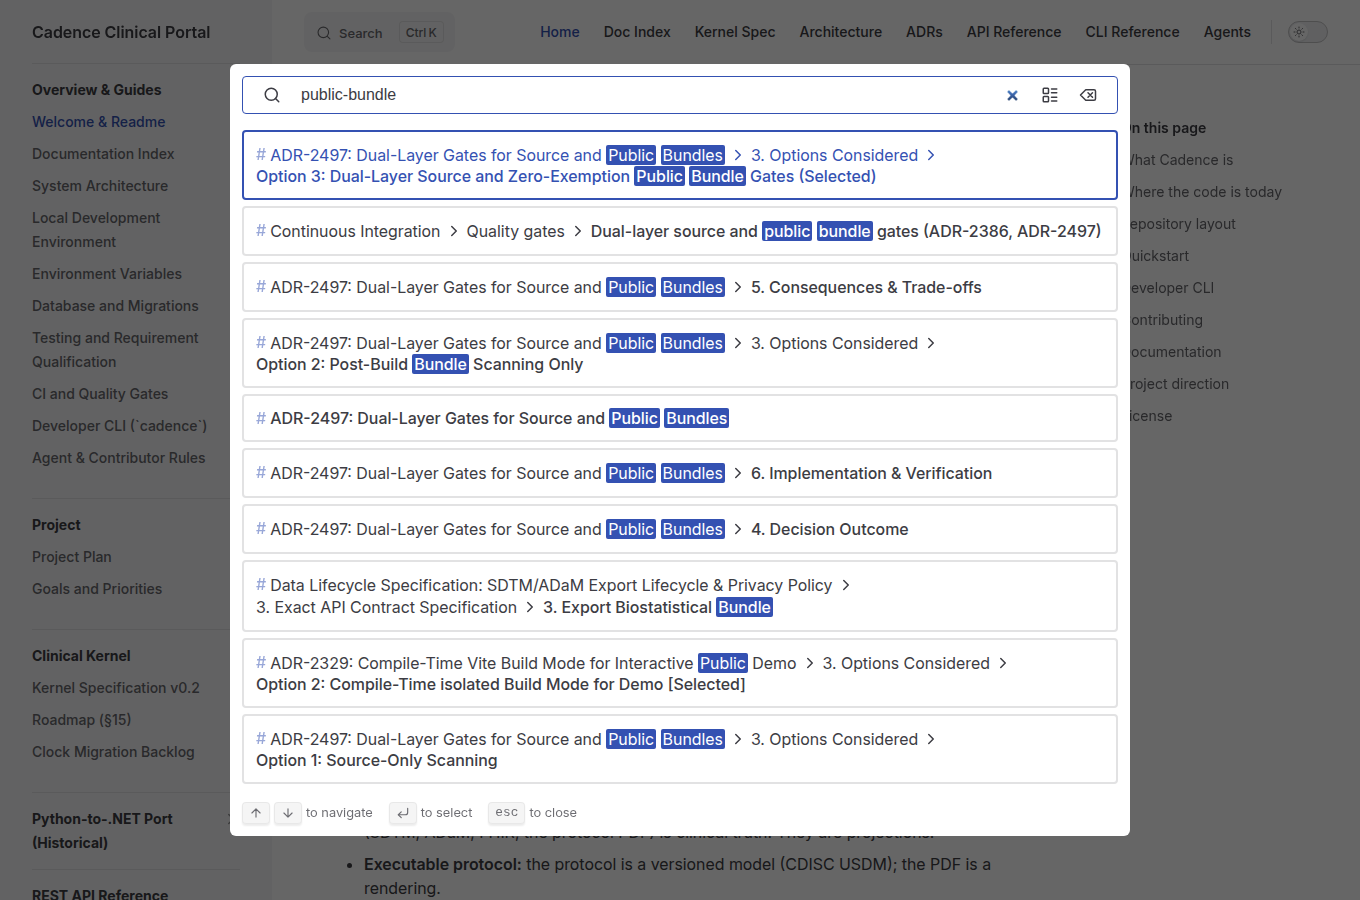 Cadence Clinical Portal
Search Ctrl K
Home Doc Index Kernel Spec Architecture ADRs API Reference CLI Reference Agents
Overview & Guides
Welcome & Readme
Documentation Index
System Architecture
Local Development
Environment
Environment Variables
Database and Migrations
Testing and Requirement
Qualification
CI and Quality Gates
Developer CLI (`cadence`)
Agent & Contributor Rules
Project
Project Plan
Goals and Priorities
Clinical Kernel
Kernel Specification v0.2
Roadmap (§15)
Clock Migration Backlog
Python-to-.NET Port
(Historical)
REST API Reference
public-bundle
# ADR-2497: Dual-Layer Gates for Source and Public Bundles > 3. Options Considered >
Option 3: Dual-Layer Source and Zero-Exemption Public Bundle Gates (Selected)
# Continuous Integration > Quality gates > Dual-layer source and public bundle gates (ADR-2386, ADR-2497)
# ADR-2497: Dual-Layer Gates for Source and Public Bundles > 5. Consequences & Trade-offs
# ADR-2497: Dual-Layer Gates for Source and Public Bundles > 3. Options Considered >
Option 2: Post-Build Bundle Scanning Only
# ADR-2497: Dual-Layer Gates for Source and Public Bundles
# ADR-2497: Dual-Layer Gates for Source and Public Bundles > 6. Implementation & Verification
# ADR-2497: Dual-Layer Gates for Source and Public Bundles > 4. Decision Outcome
# Data Lifecycle Specification: SDTM/ADaM Export Lifecycle & Privacy Policy >
3. Exact API Contract Specification > 3. Export Biostatistical Bundle
# ADR-2329: Compile-Time Vite Build Mode for Interactive Public Demo > 3. Options Considered >
Option 2: Compile-Time isolated Build Mode for Demo [Selected]
# ADR-2497: Dual-Layer Gates for Source and Public Bundles > 3. Options Considered >
Option 1: Source-Only Scanning
to navigate to select esc to close
• Executable protocol: the protocol is a versioned model (CDISC USDM); the PDF is a
rendering.
n this page
What Cadence is
Where the code is today
epository layout
uickstart
eveloper CLI
ontributing
ocumentation
roject direction
icense